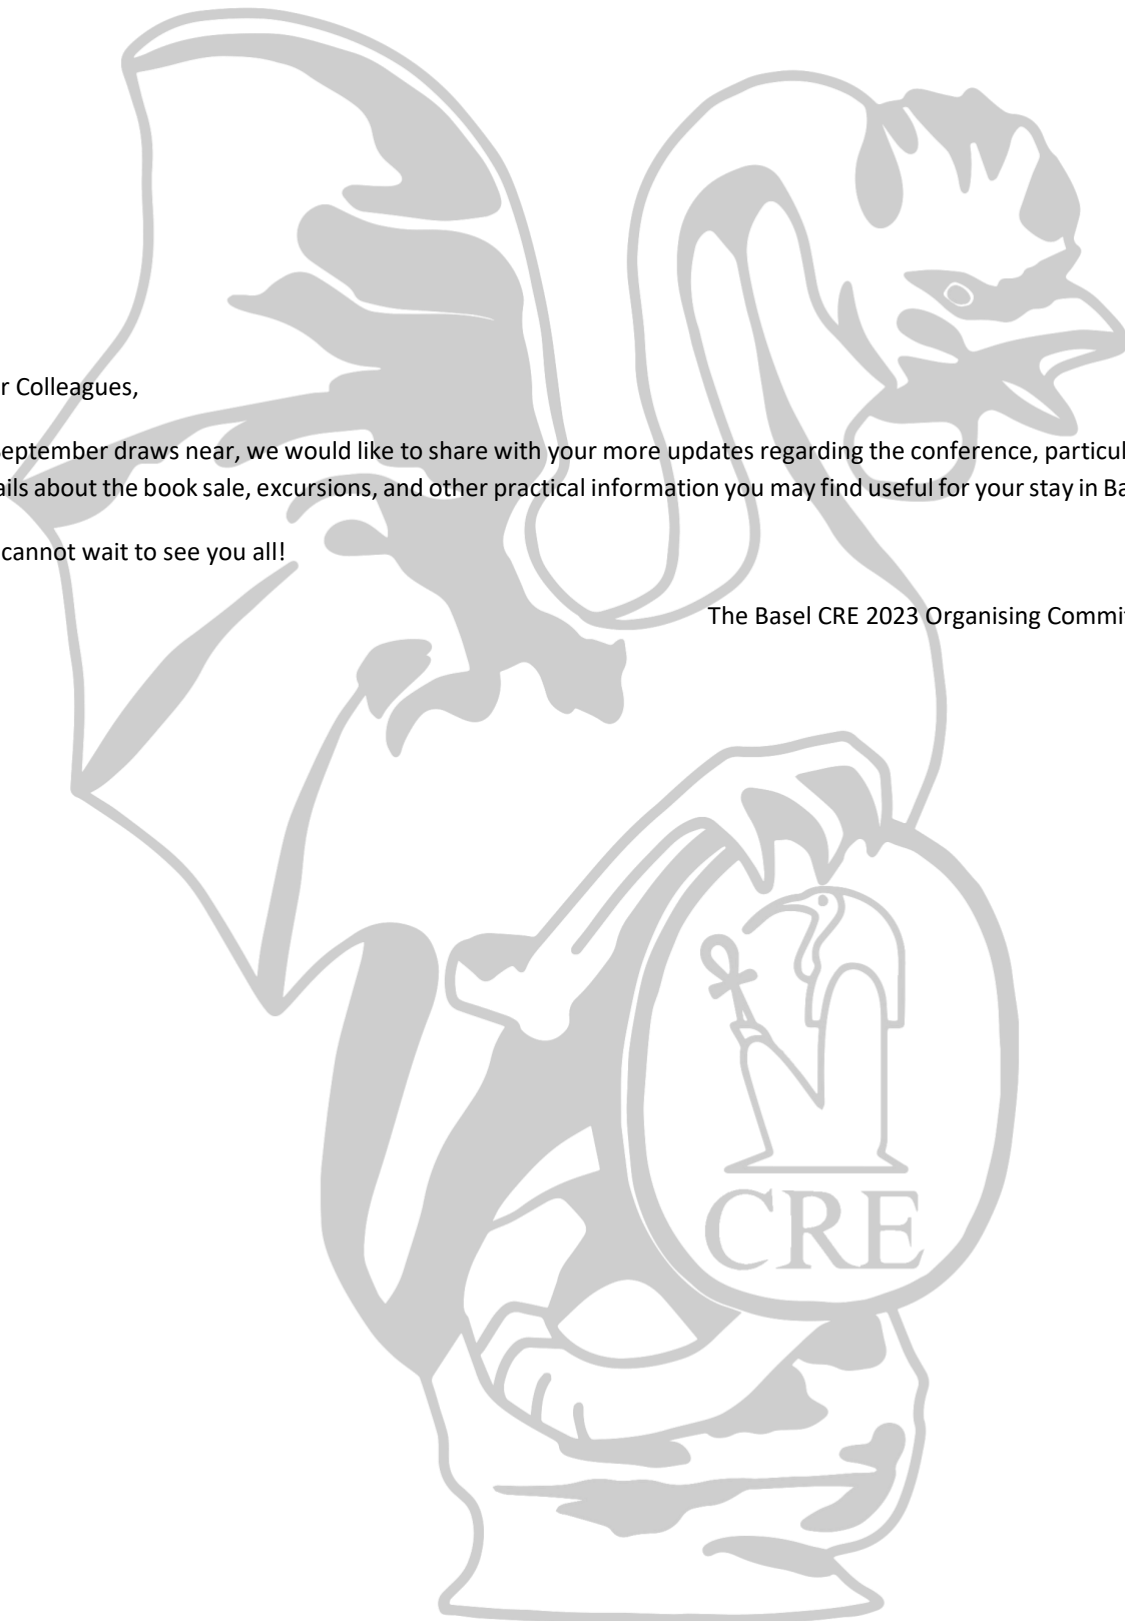 r Colleagues,
eptember draws near, we would like to share with your more updates regarding the conference, particul
ails about the book sale, excursions, and other practical information you may find useful for your stay in Ba
cannot wait to see you all!
The Basel CRE 2023 Organising Commi
CRE